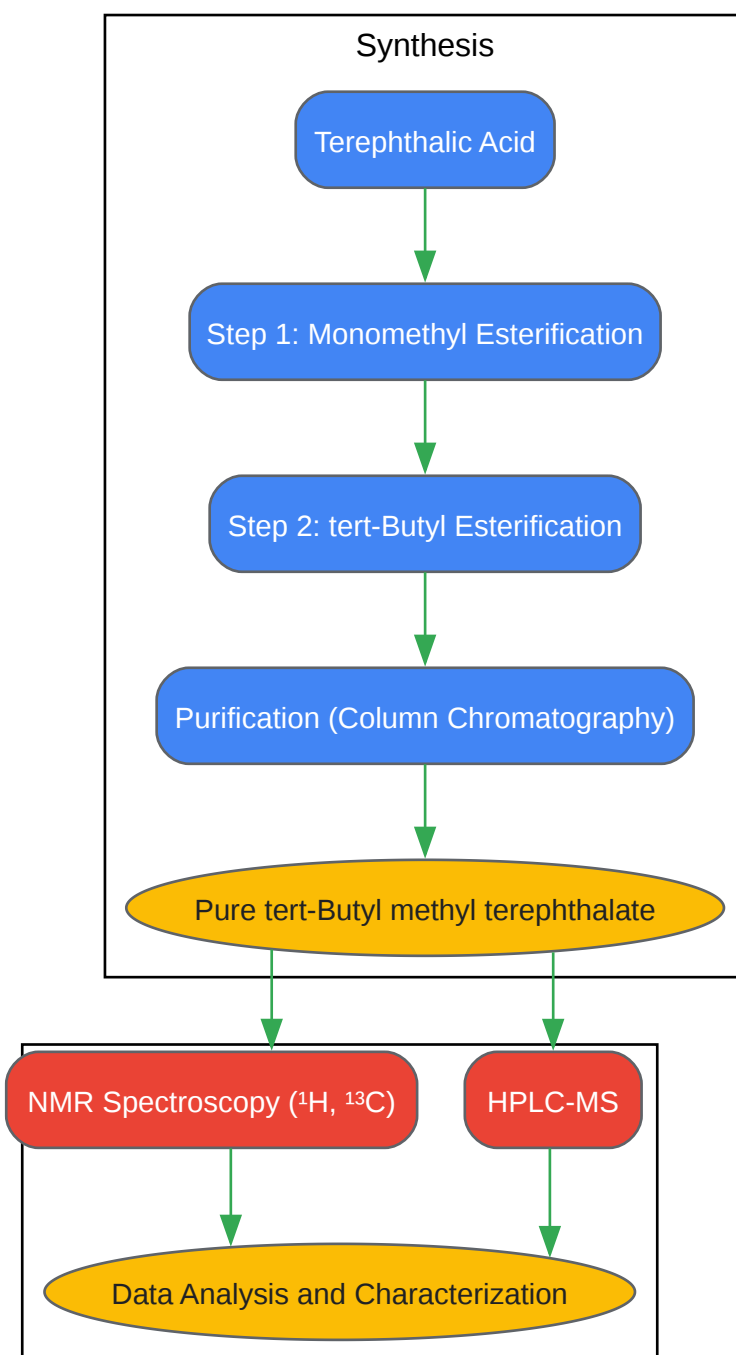 Synthesis
Terephthalic Acid
Step 1: Monomethyl Esterification
Step 2: tert-Butyl Esterification
Purification (Column Chromatography)
Pure tert-Butyl methyl terephthalate
NMR Spectroscopy (¹H, ¹³C)
HPLC-MS
Data Analysis and Characterization